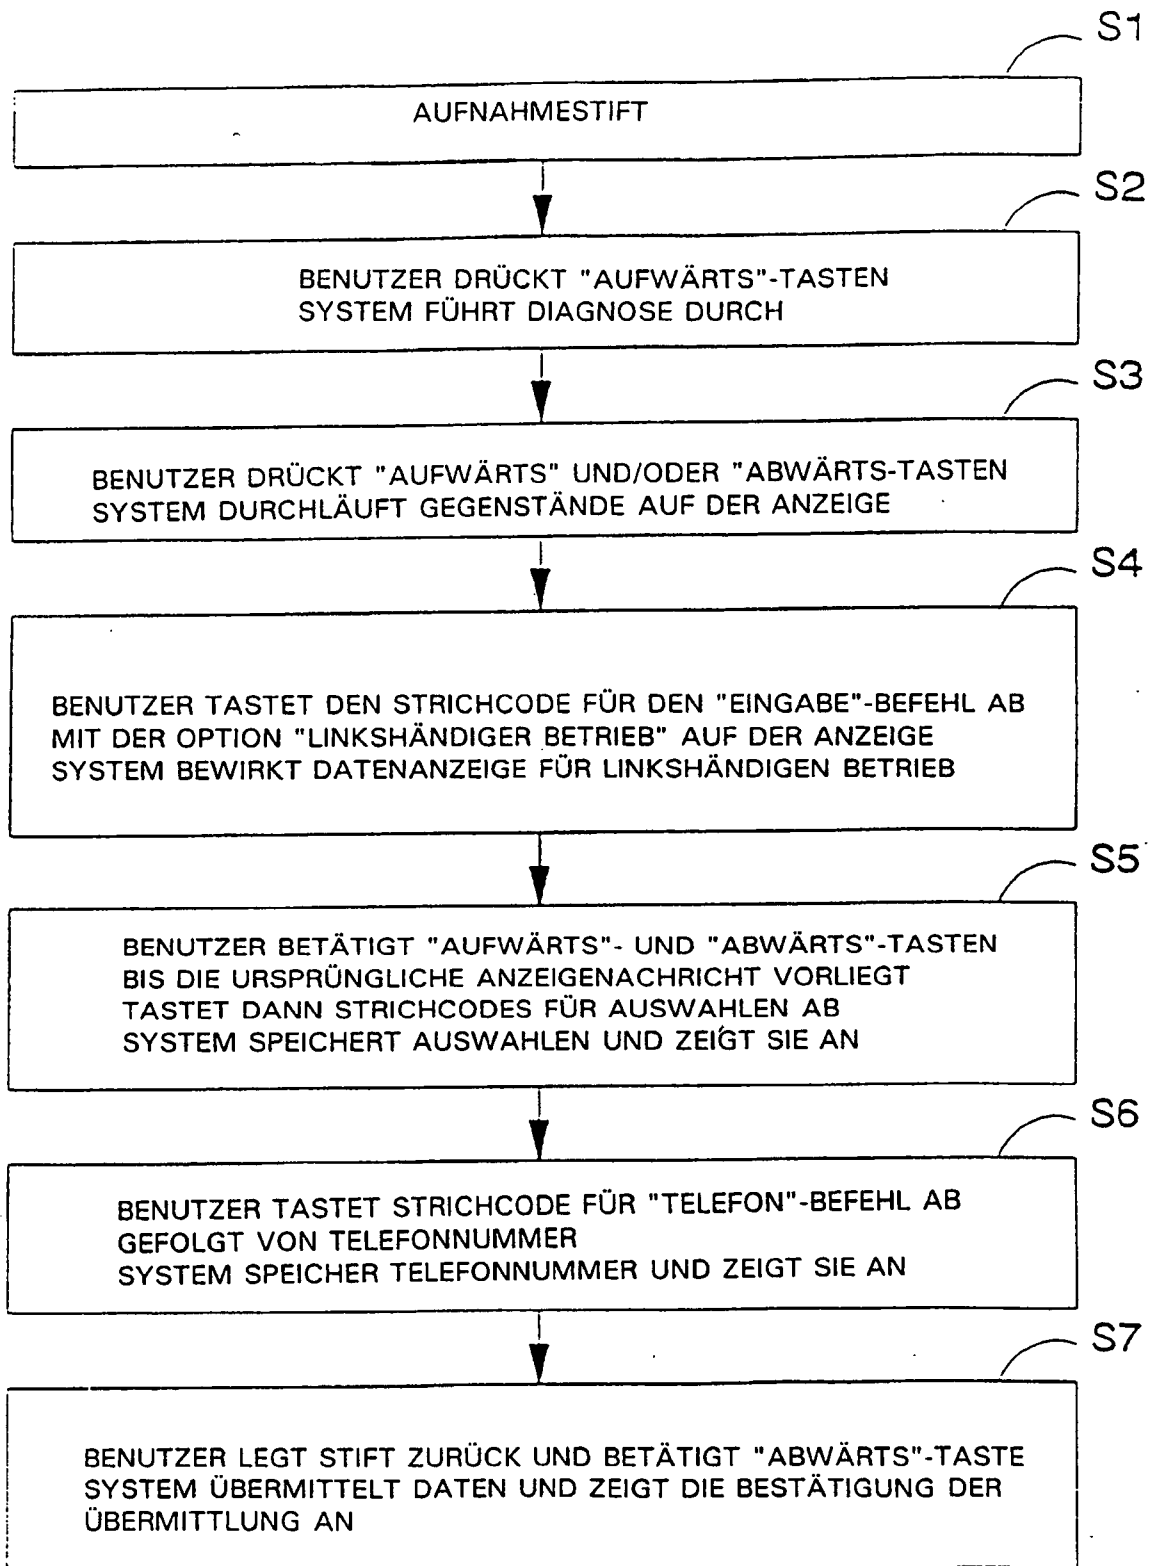 S1
AUFNAHMESTIFT
S2
BENUTZER DRÜCKT "AUFWÄRTS"-TASTEN
SYSTEM FÜHRT DIAGNOSE DURCH
S3
BENUTZER DRÜCKT "AUFWÄRTS" UND/ODER "ABWÄRTS-TASTEN
SYSTEM DURCHLÄUFT GEGENSTÄNDE AUF DER ANZEIGE
S4
BENUTZER TASTET DEN STRICHCODE FÜR DEN "EINGABE"-BEFEHL AB
MIT DER OPTION "LINKSHÄNDIGER BETRIEB" AUF DER ANZEIGE
SYSTEM BEWIRKT DATENANZEIGE FÜR LINKSHÄNDIGEN BETRIEB
S5
BENUTZER BETÄTIGT "AUFWÄRTS"- UND "ABWÄRTS"-TASTEN
BIS DIE URSPRÜNGLICHE ANZEIGENACHRICHT VORLIEGT
TASTET DANN STRICHCODES FÜR AUSWAHLEN AB
SYSTEM SPEICHERT AUSWAHLEN UND ZEIGT SIE AN
S6
BENUTZER TASTET STRICHCODE FÜR "TELEFON"-BEFEHL AB
GEFOLGT VON TELEFONNUMMER
SYSTEM SPEICHER TELEFONNUMMER UND ZEIGT SIE AN
S7
BENUTZER LEGT STIFT ZURÜCK UND BETÄTIGT "ABWÄRTS"-TASTE
SYSTEM ÜBERMITTELT DATEN UND ZEIGT DIE BESTÄTIGUNG DER
ÜBERMITTLUNG AN